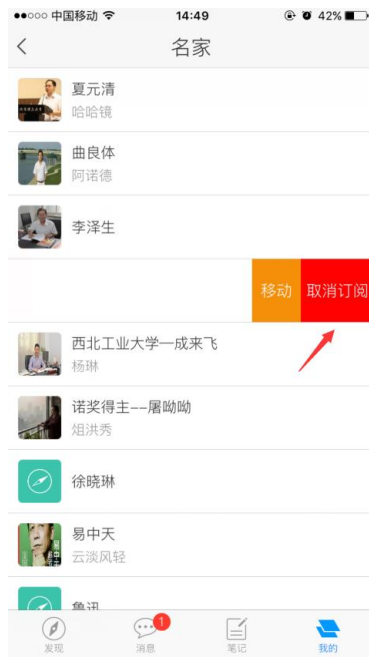 中国移动 14:49 42%
名家
夏元清
哈哈镜
曲良体
阿诺德
李泽生
移动 取消订阅
西北工业大学—成来飞
杨琳
诺奖得主--屠呦呦
俎洪秀
徐晓琳
易中天
云淡风轻
鲁迅
1
发现 消息 笔记 我的